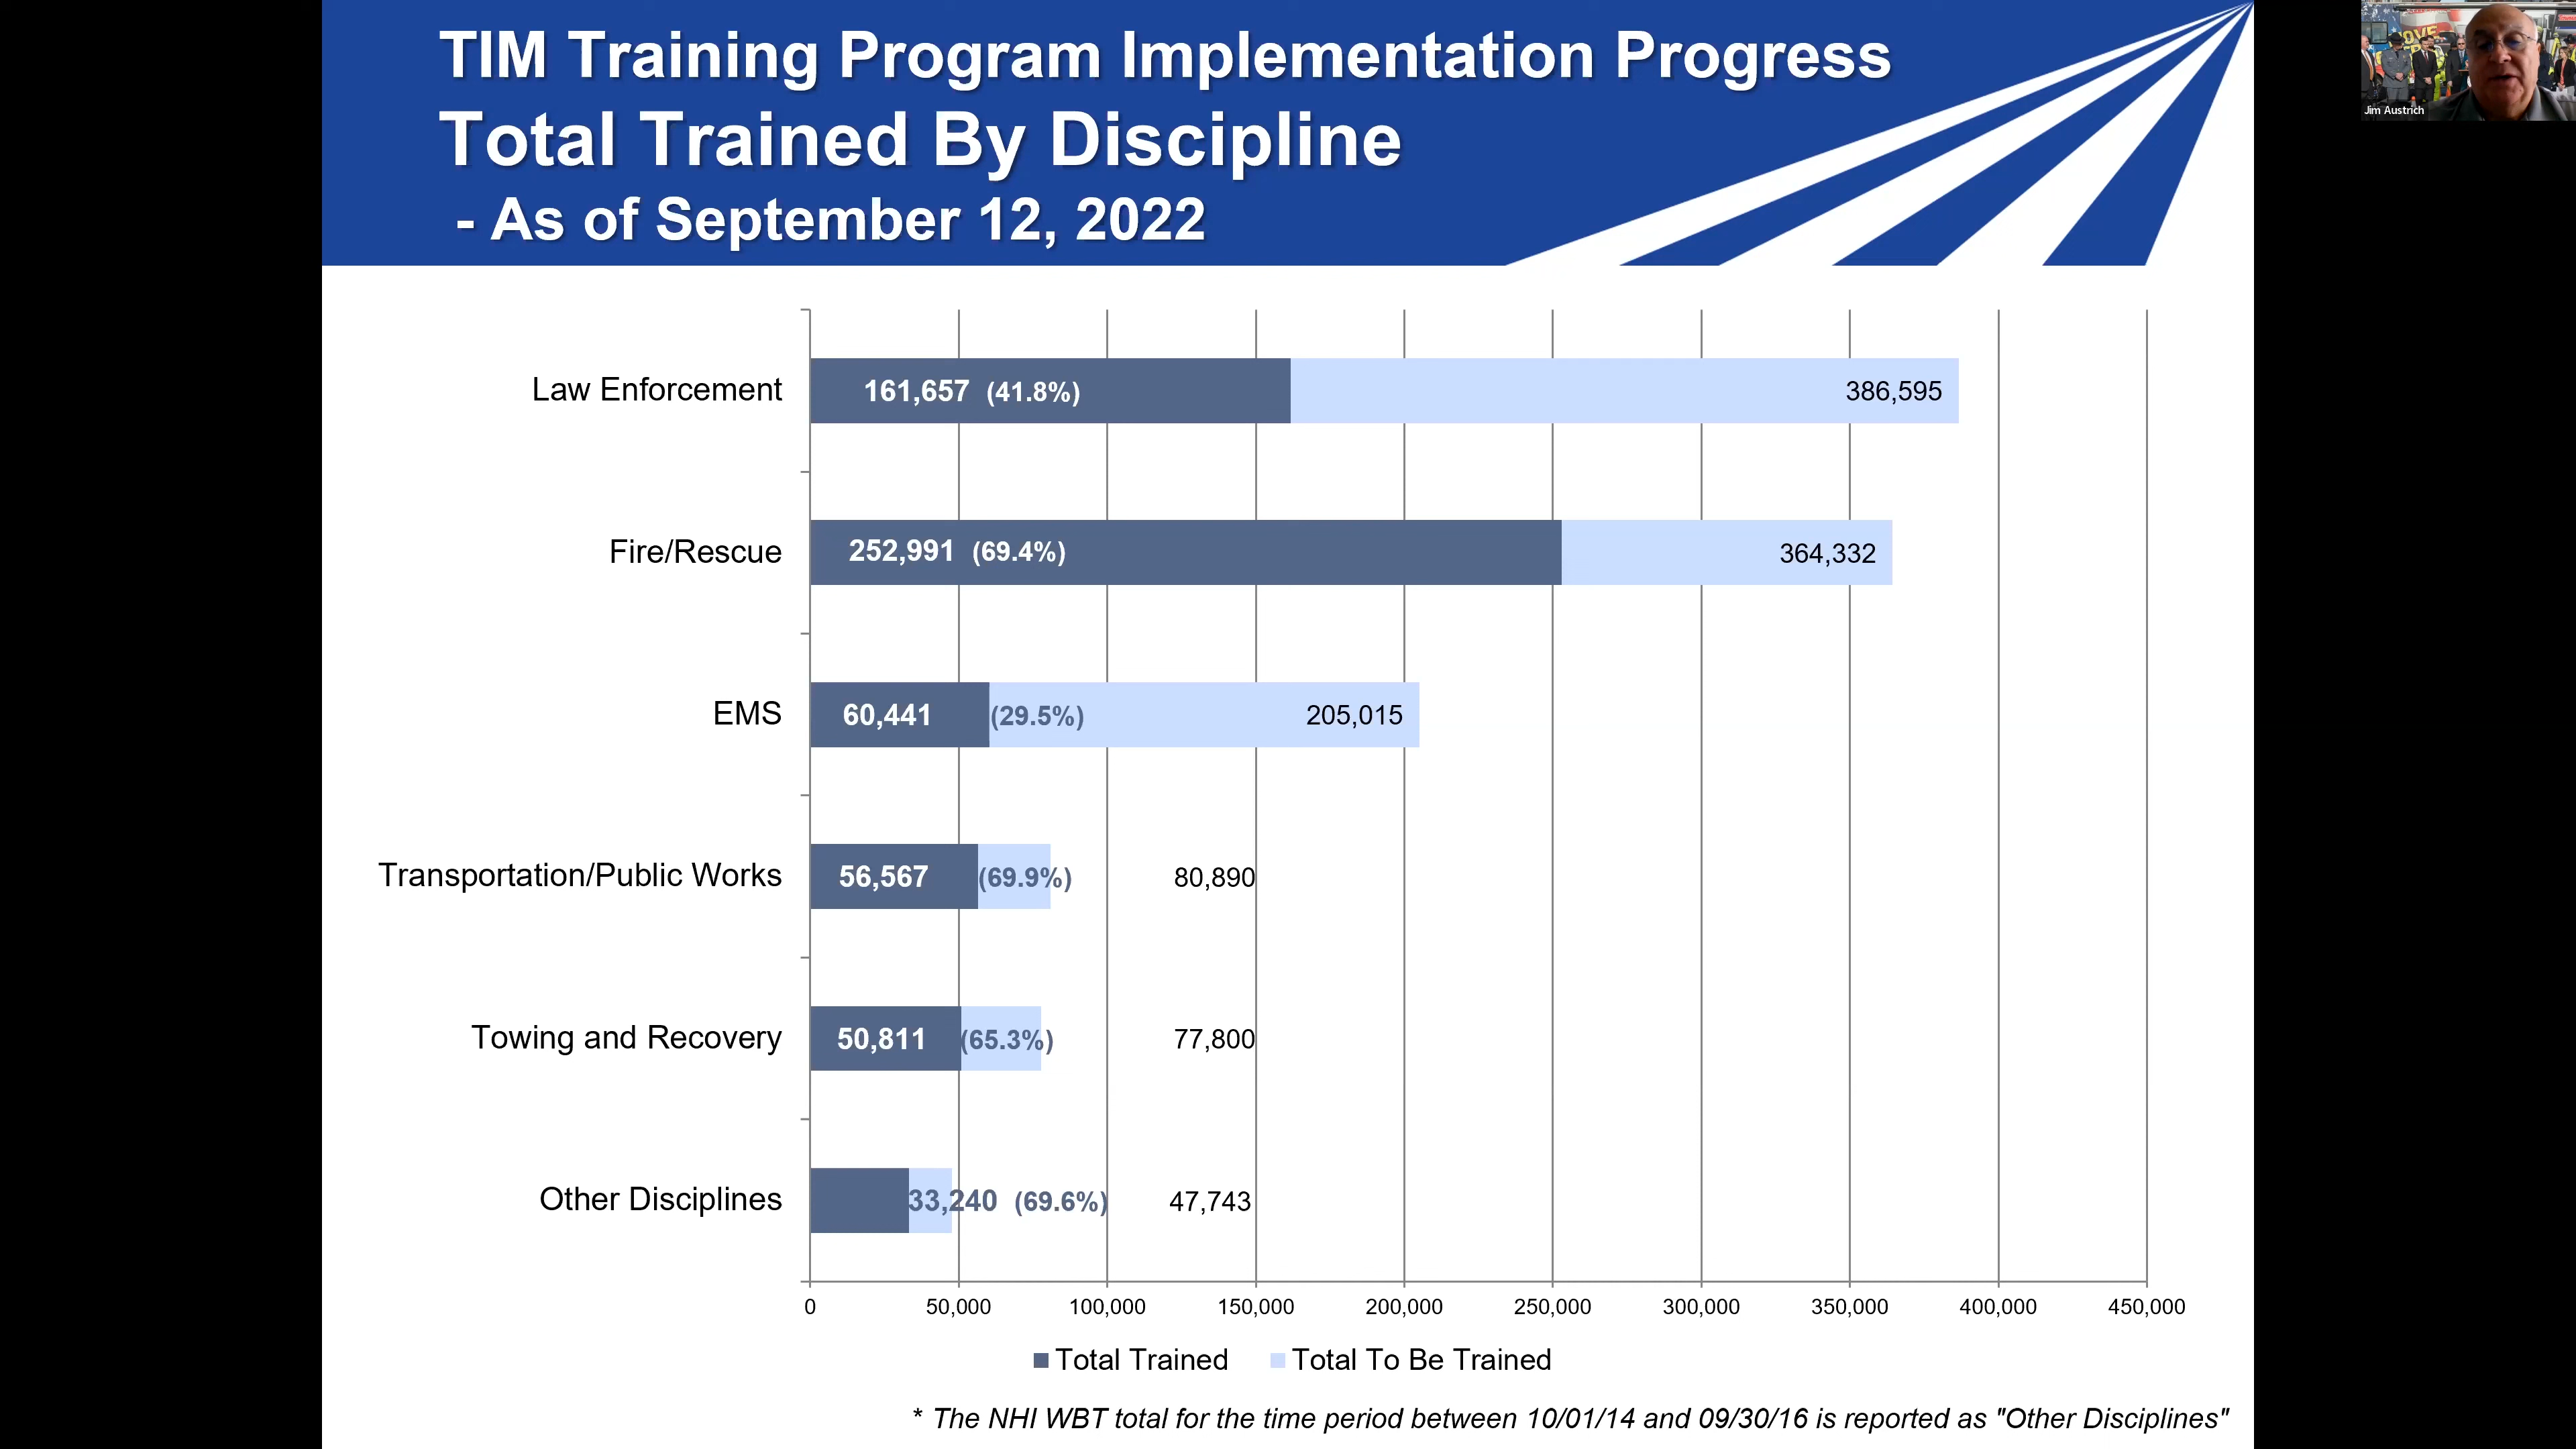 TIM Training Program Implementation Progress
Total Trained By Discipline
- As of September 12, 2022
Jim Austrich
Law Enforcement 161,657 (41.8%) 386,595
Fire/Rescue 252,991 (69.4%) 364,332
EMS 60,441 (29.5%) 205,015
Transportation/Public Works 56,567 (69.9%) 80,890
Towing and Recovery 50,811 (65.3%) 77,800
Other Disciplines 33,240 (69.6%) 47,743
0 50,000 100,000 150,000 200,000 250,000 300,000 350,000 400,000 450,000
Total Trained Total To Be Trained
* The NHI WBT total for the time period between 10/01/14 and 09/30/16 is reported as "Other Disciplines"